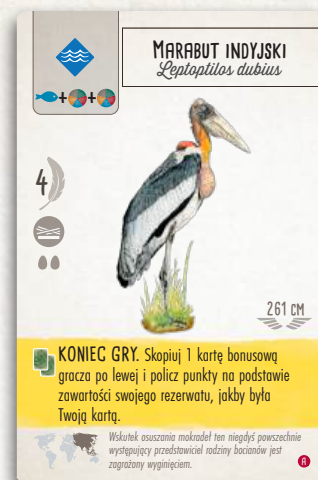 MARABUT INDYJSKI
Leptoptilos dubius
+ +
4
261 CM
KONIEC GRY. Skopiuj 1 kartę bonusową
gracza po lewej i policz punkty na podstawie
zawartości swojego rezerwatu, jakby była
Twoją kartą.
Wskutek osuszania mokradeł ten niegdyś powszechnie
występujący przedstawiciel rodziny bocianów jest
zagrożony wyginięciem.
A